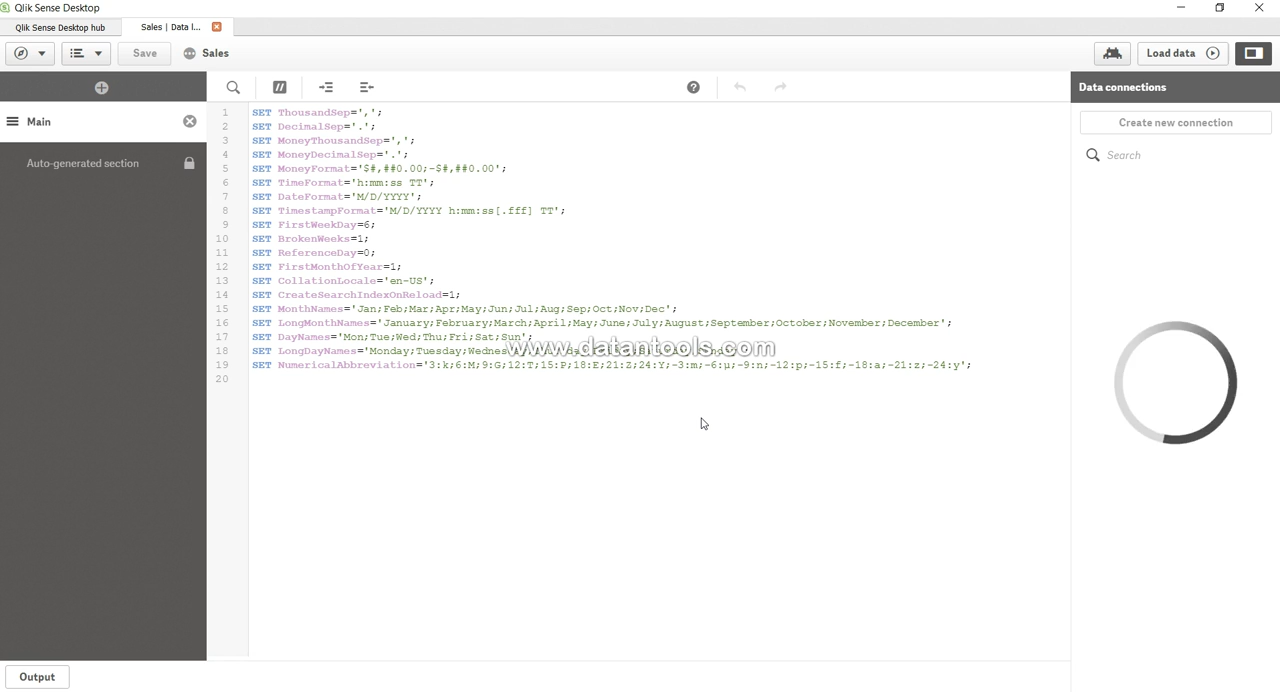 Qlik Sense Desktop
Qlik Sense Desktop hub
Sales | Data l...
Save
Sales
Load data
Data connections
Main
Create new connection
Auto-generated section
Search
1 SET ThousandSep=',';
2 SET DecimalSep='.';
3 SET MoneyThousandSep=',';
4 SET MoneyDecimalSep='.';
5 SET MoneyFormat='$#,##0.00;-$#,##0.00';
6 SET TimeFormat='h:mm:ss TT';
7 SET DateFormat='M/D/YYYY';
8 SET TimestampFormat='M/D/YYYY h:mm:ss[.fff] TT';
9 SET FirstWeekDay=6;
10 SET BrokenWeeks=1;
11 SET ReferenceDay=0;
12 SET FirstMonthOfYear=1;
13 SET CollationLocale='en-US';
14 SET CreateSearchIndexOnReload=1;
15 SET MonthNames='Jan;Feb;Mar;Apr;May;Jun;Jul;Aug;Sep;Oct;Nov;Dec';
16 SET LongMonthNames='January;February;March;April;May;June;July;August;September;October;November;December';
17 SET DayNames='Mon;Tue;Wed;Thu;Fri;Sat;Sun';
www.datantools.com
18 SET LongDayNames='Monday;Tuesday;
19 SET NumericalAbbreviation='3:k;6:M;9:G;12:T;15:P;18:E;21:Z;24:Y;-3:m;-6:μ;-9:n;-12:p;-15:f;-18:a;-21:z;-24:y';
20
Output